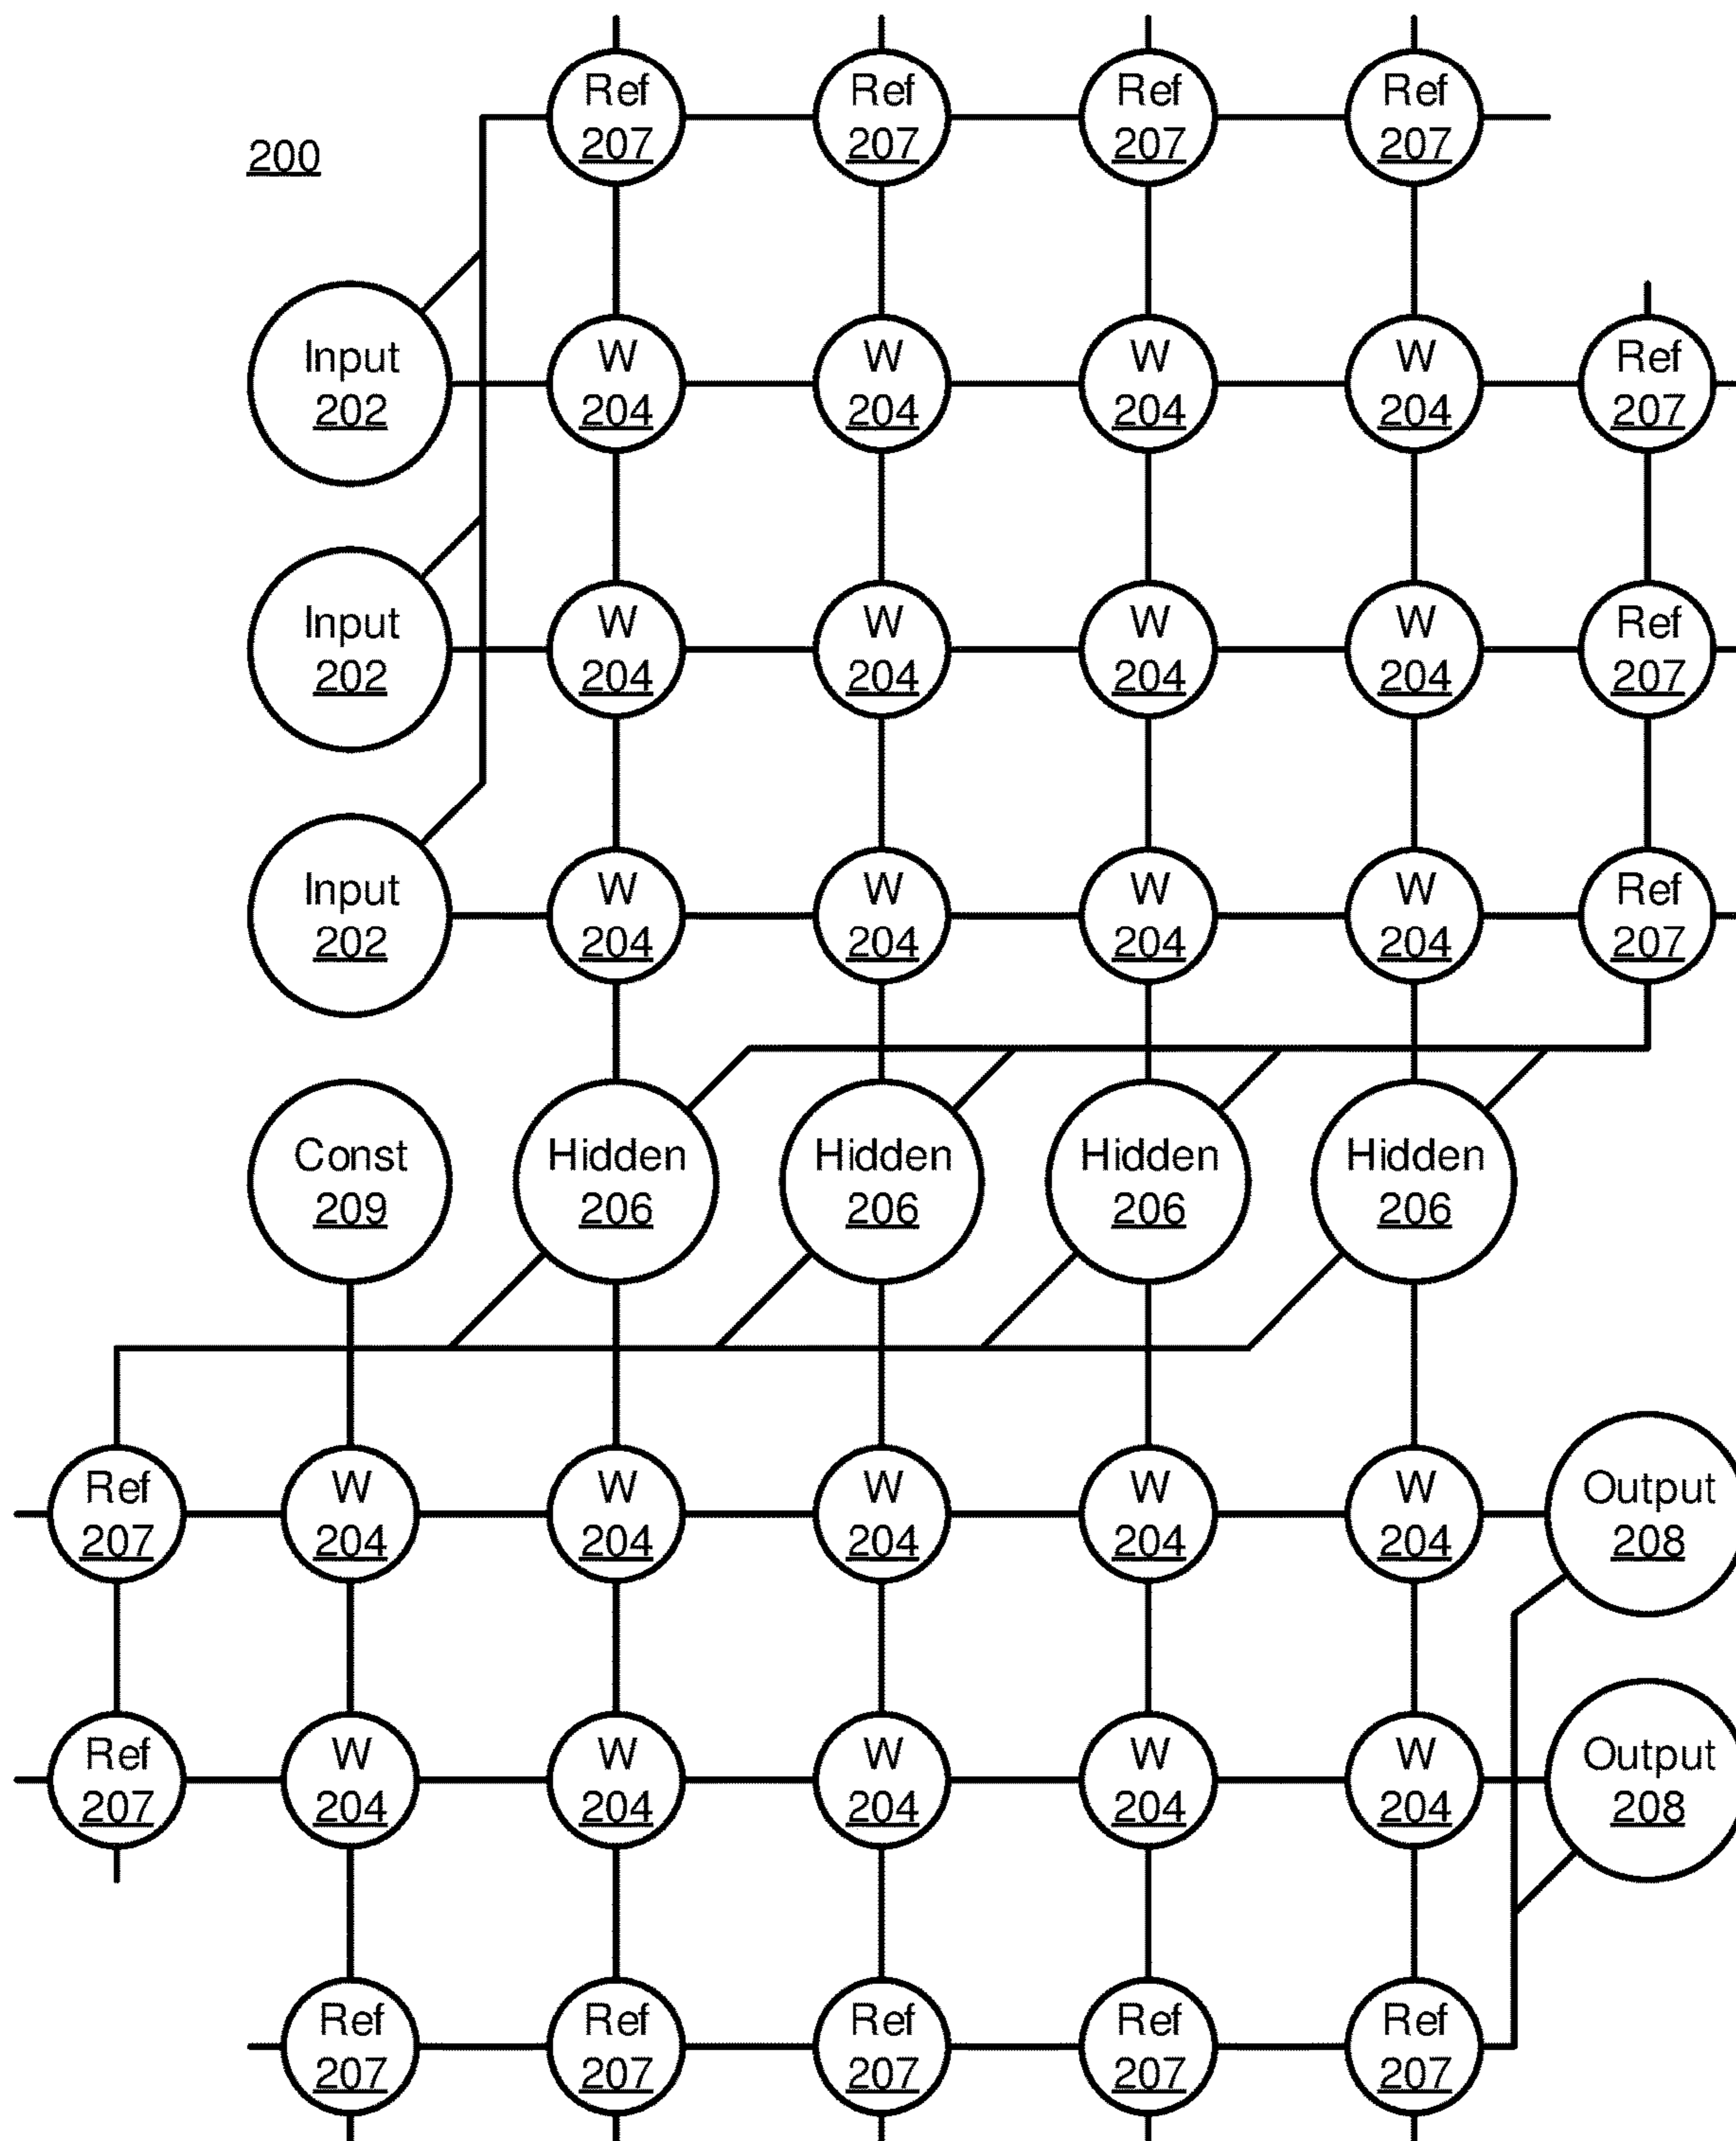 Ref Ref Ref Ref
207 207 207 207
200
Input W W W W Ref
202 204 204 204 204 207
Input W W W W Ref
202 204 204 204 204 207
Input W W W W Ref
202 204 204 204 204 207
Const Hidden Hidden Hidden Hidden
209 206 206 206 206
Ref W W W W W Output
207 204 204 204 204 204 208
Ref W W W W W Output
207 204 204 204 204 204 208
Ref Ref Ref Ref Ref
207 207 207 207 207